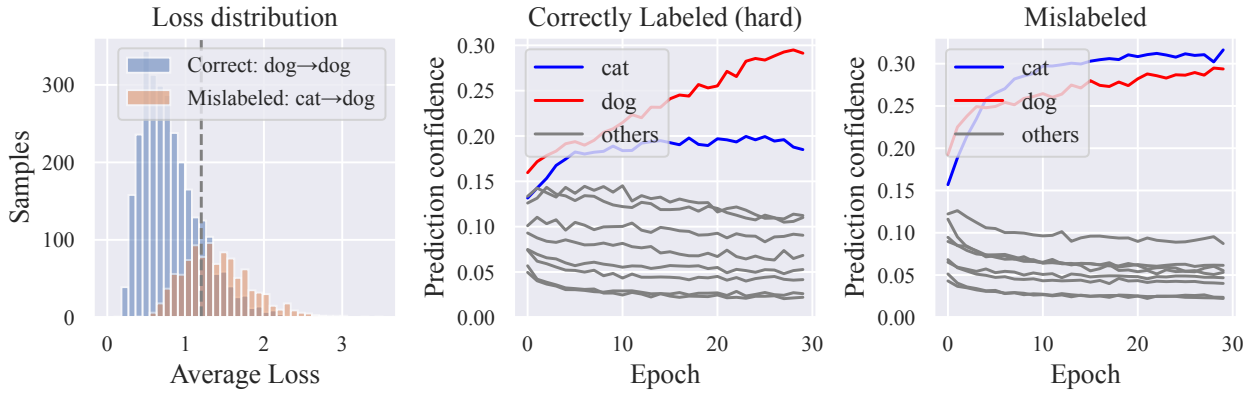 Loss distribution
Correct: dog→dog
Mislabeled: cat→dog
300
200
100
0
Samples
0
1
2
3
Average Loss
Correctly Labeled (hard)
cat
dog
others
0.30
0.25
0.20
0.15
0.10
0.05
0.00
Prediction confidence
0
10
20
30
Epoch
Mislabeled
cat
dog
others
0.30
0.25
0.20
0.15
0.10
0.05
0.00
Prediction confidence
0
10
20
30
Epoch